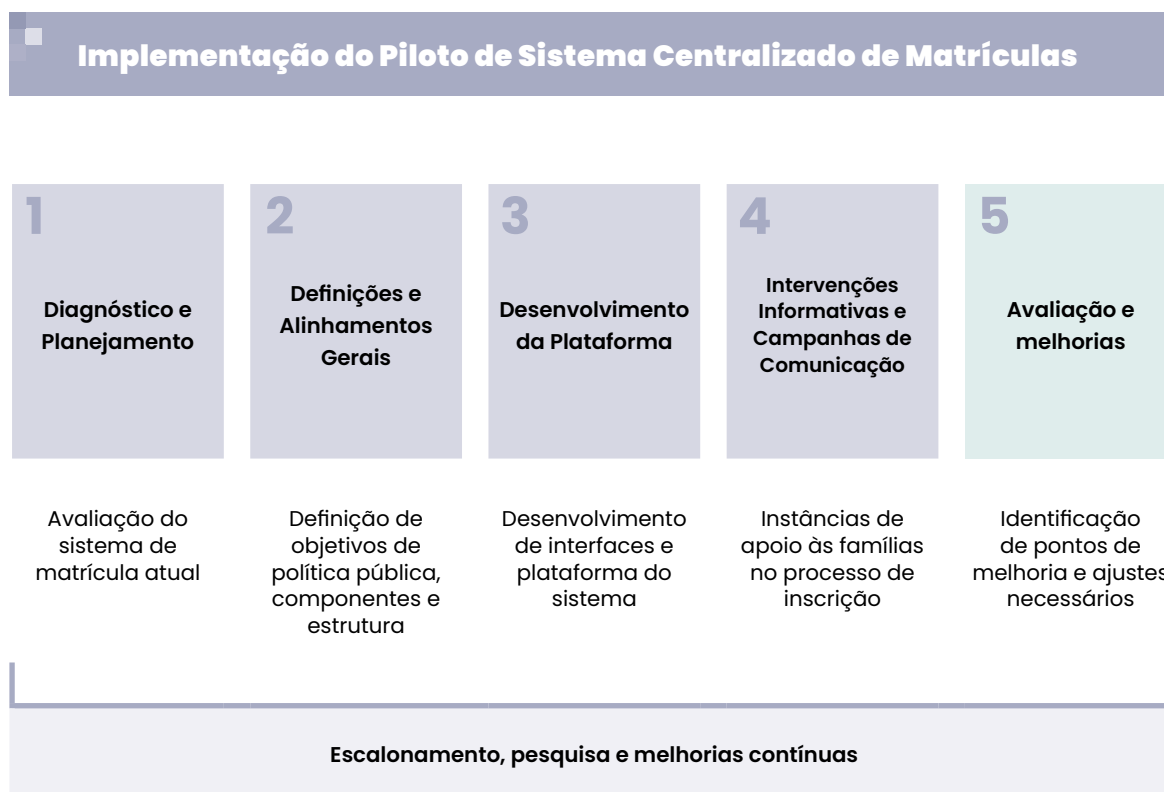 Implementação do Piloto de Sistema Centralizado de Matrículas
1
Diagnóstico e
Planejamento
Avaliação do
sistema de
matrícula atual
2
Definições e
Alinhamentos
Gerais
Definição de
objetivos de
política pública,
componentes e
estrutura
3
Desenvolvimento
da Plataforma
Desenvolvimento
de interfaces e
plataforma do
sistema
4
Intervenções
Informativas e
Campanhas de
Comunicação
Instâncias de
apoio às famílias
no processo de
inscrição
5
Avaliação e
melhorias
Identificação
de pontos de
melhoria e ajustes
necessários
Escalonamento, pesquisa e melhorias contínuas